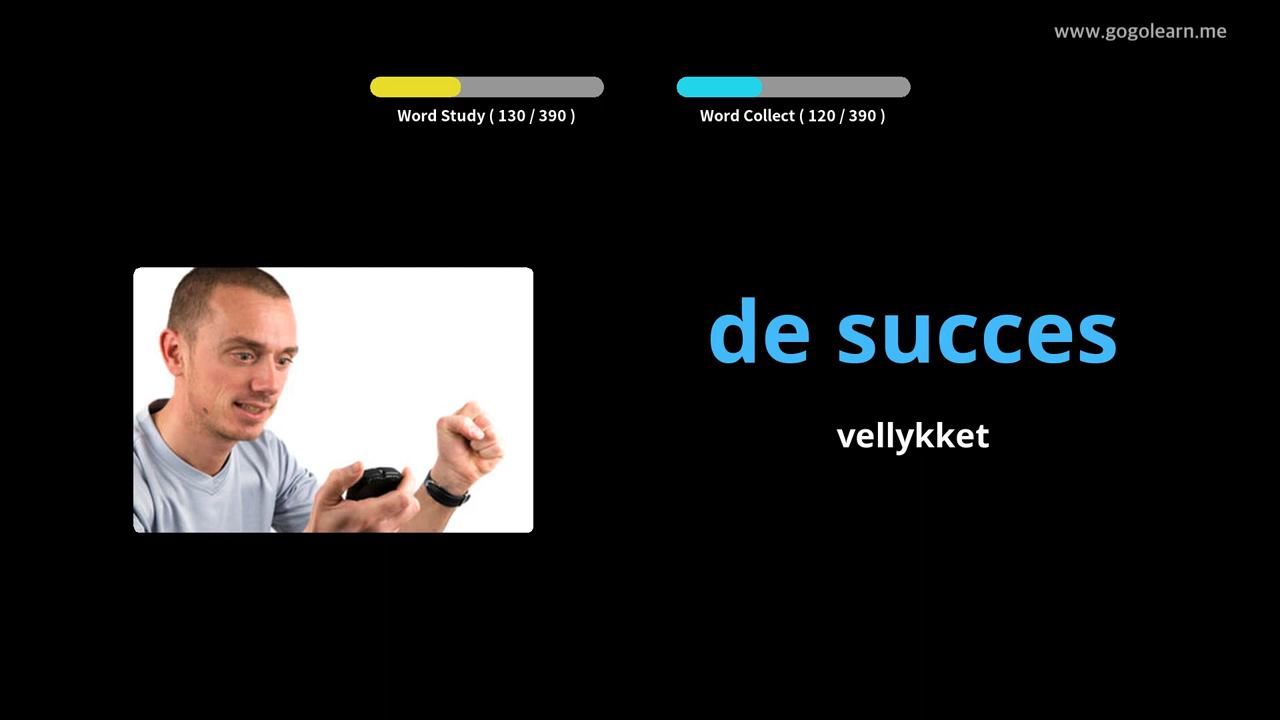 www.gogolearn.me
Word Study ( 130 / 390 )
Word Collect ( 120 / 390 )
de succes
vellykket